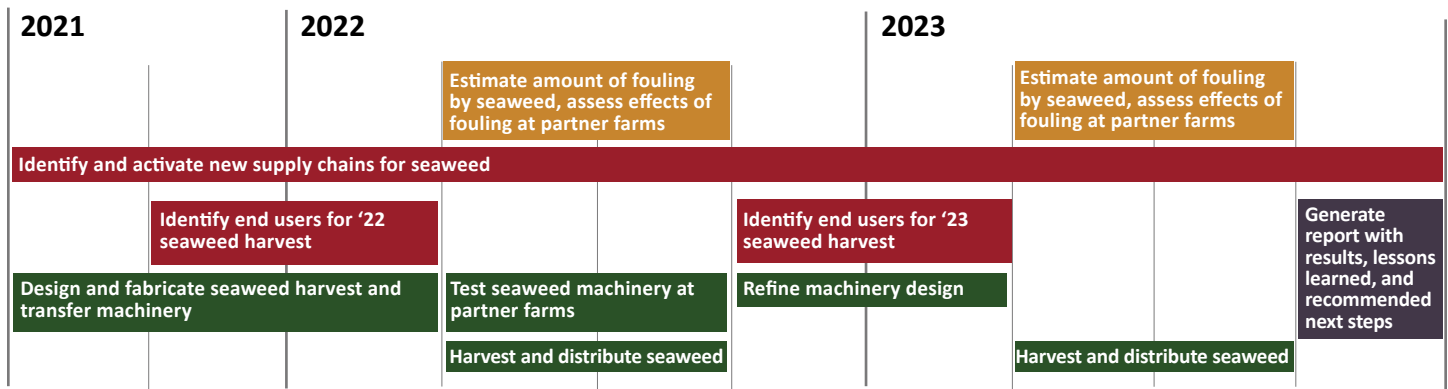 2021
2022
2023
Estimate amount of fouling
by seaweed, assess effects of
fouling at partner farms
Estimate amount of fouling
by seaweed, assess effects of
fouling at partner farms
Identify and activate new supply chains for seaweed
Identify end users for ‘22
seaweed harvest
Identify end users for ‘23
seaweed harvest
Generate
report with
results, lessons
learned, and
recommended
next steps
Design and fabricate seaweed harvest and
transfer machinery
Test seaweed machinery at
partner farms
Refine machinery design
Harvest and distribute seaweed
Harvest and distribute seaweed